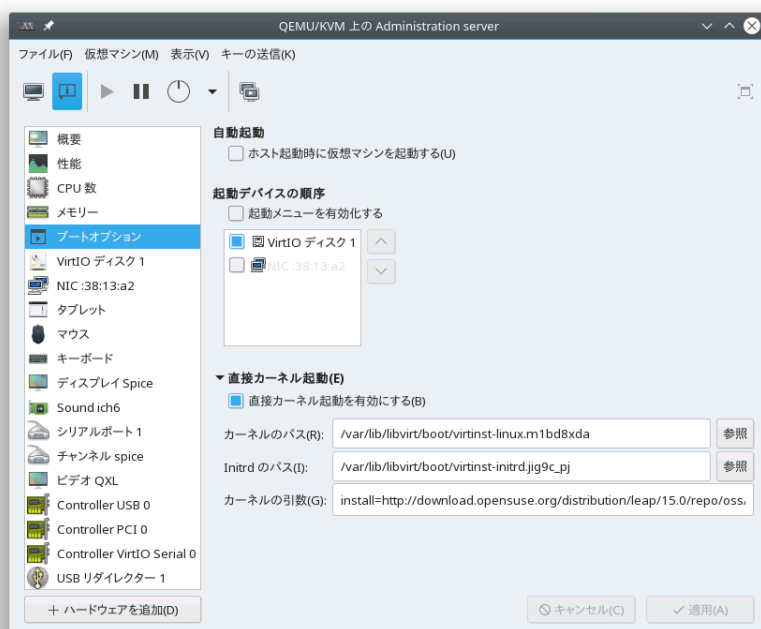 QEMU/KVM 上の Administration server
ファイル(F) 仮想マシン(M) 表示(V) キーの送信(K)
概要
性能
CPU 数
メモリー
ブートオプション
VirtIO ディスク 1
NIC :38:13:a2
タブレット
マウス
キーボード
ディスプレイ Spice
Sound ich6
シリアルポート 1
チャンネル spice
ビデオ QXL
Controller USB 0
Controller PCI 0
Controller VirtIO Serial 0
USB リダイレクター 1
+ ハードウェアを追加(D)
自動起動
ホスト起動時に仮想マシンを起動する(U)
起動デバイスの順序
起動メニューを有効化する
VirtIO ディスク 1
NIC :38:13:a2
直接カーネル起動(E)
直接カーネル起動を有効にする(B)
カーネルのパス(R): /var/lib/libvirt/boot/virtinst-linux.m1bd8xda 参照
Initrd のパス(I): /var/lib/libvirt/boot/virtinst-initrd.jig9c_pj 参照
カーネルの引数(G): install=http://download.opensuse.org/distribution/leap/15.0/repo/oss/
キャンセル(C) 適用(A)